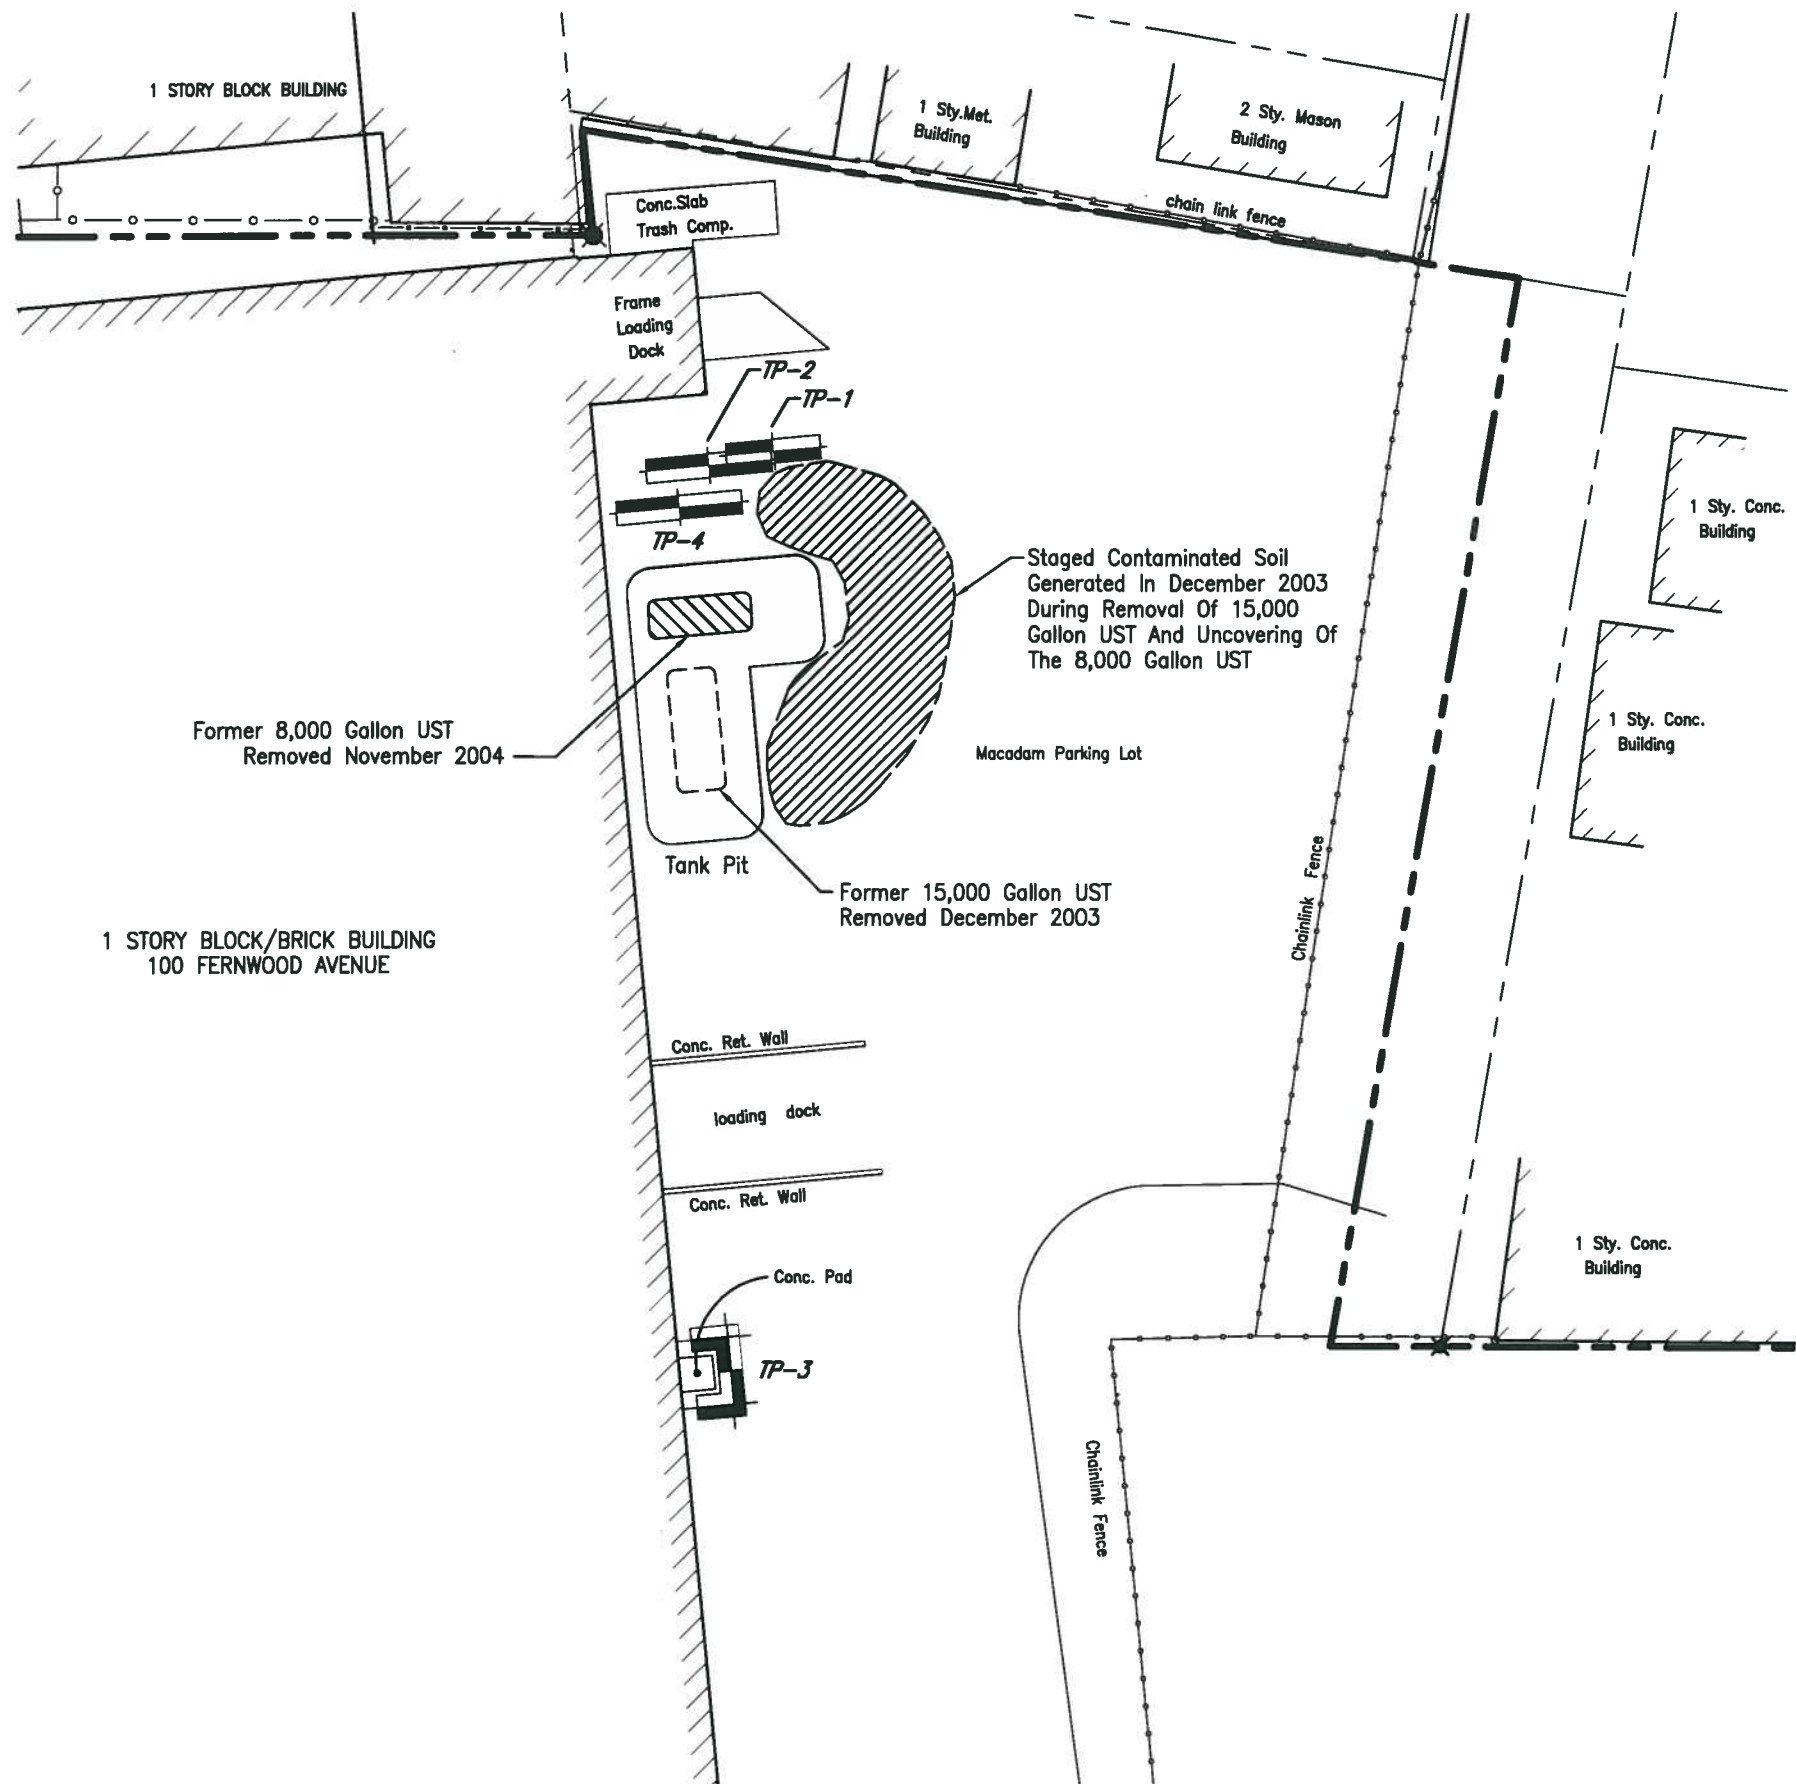 1 STORY BLOCK BUILDING
1 Sty.Met.
Building
2 Sty. Mason
Building
chain link fence
Conc.Slab
Trash Comp.
Frame
Loading
Dock
TP-2
TP-1
TP-4
1 Sty. Conc.
Building
Staged Contaminated Soil
Generated In December 2003
During Removal Of 15,000
Gallon UST And Uncovering Of
The 8,000 Gallon UST
Former 8,000 Gallon UST
Removed November 2004
1 Sty. Conc.
Building
Macadam Parking Lot
Tank Pit
Former 15,000 Gallon UST
Removed December 2003
Chainlink Fence
1 STORY BLOCK/BRICK BUILDING
100 FERNWOOD AVENUE
Conc. Ret. Wall
loading dock
Conc. Ret. Wall
1 Sty. Conc.
Building
Conc. Pad
TP-3
Chainlink Fence